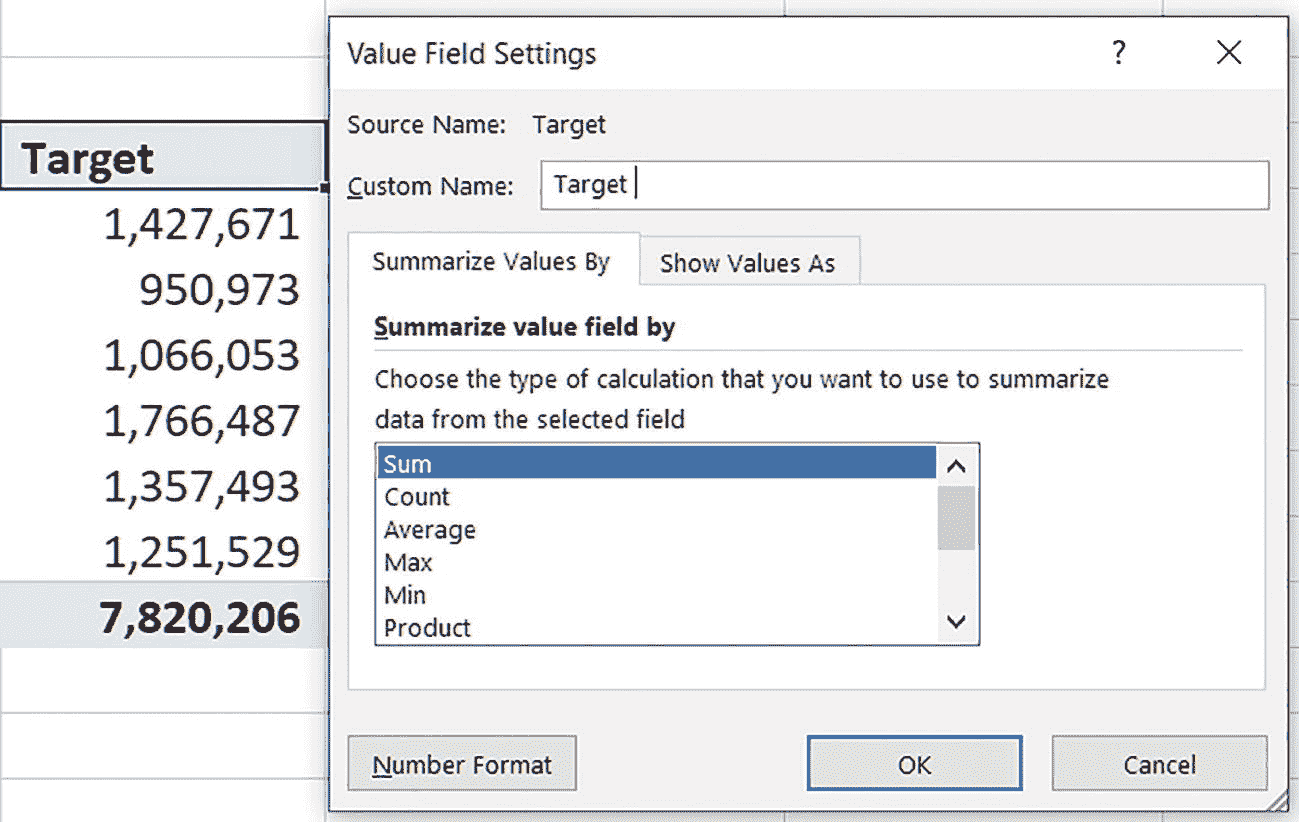 Value Field Settings
?
Source Name: Target
Target
Custom Name: Target
1,427,671
950,973
1,066,053
1,766,487
1,357,493
1,251,529
7,820,206
Summarize Values By
Show Values As
Summarize value field by
Choose the type of calculation that you want to use to summarize
data from the selected field
Sum
Count
Average
Max
Min
Product
Number Format
OK
Cancel